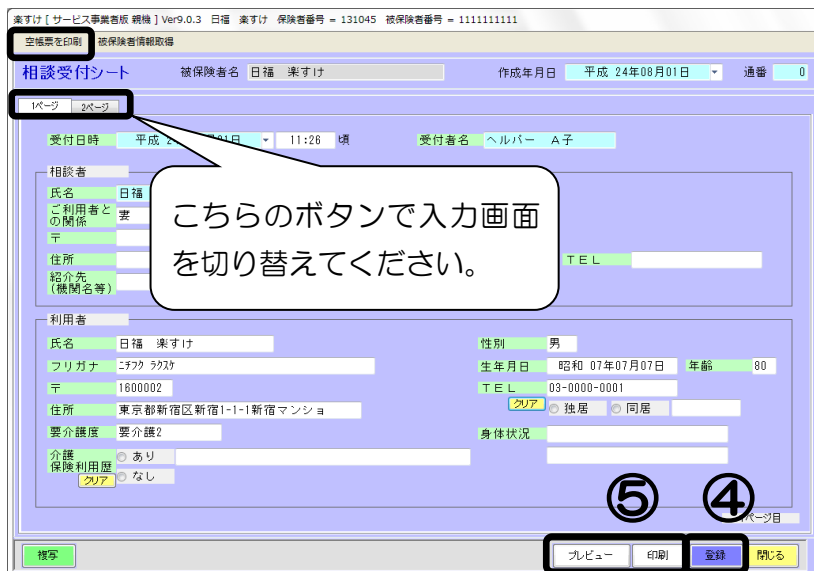 楽すけ [ サービス事業者版 親機 ] Ver9.0.3 日福 楽すけ 保険者番号 = 131045 被保険者番号 = 1111111111
空帳票を印刷 被保険者情報取得
相談受付シート 被保険者名 日福 楽すけ 作成年月日 平成 24年08月01日 通番 0
1ページ 2ページ
受付日時 平成 2 月01日 11:26 頃 受付者名 ヘルパー A子
こちらのボタンで入力画面
を切り替えてください。
相談者
氏名 日福
ご利用者と
の関係 妻
〒
住所 TEL
紹介先
(機関名等)
利用者
氏名 日福 楽すけ 性別 男
フリガナ ニチフク ラクスケ 生年月日 昭和 07年07月07日 年齢 80
〒 1600002 TEL 03-0000-0001
住所 東京都新宿区新宿1-1-1新宿マンショ クリア 独居 同居
要介護度 要介護2 身体状況
介護
保険利用歴 あり
クリア なし
⑤ ④
ページ目
複写 プレビュー 印刷 登録 閉じる